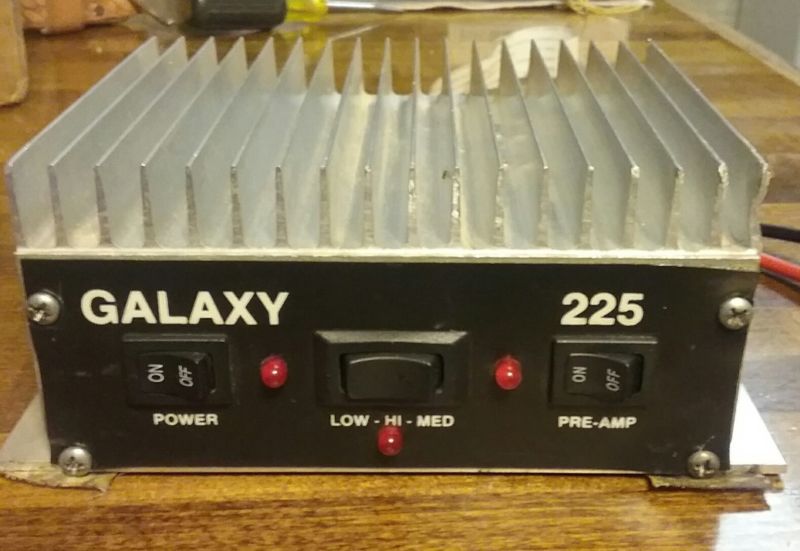 GALAXY 225
ON OFF ON OFF
POWER LOW - HI - MED PRE-AMP